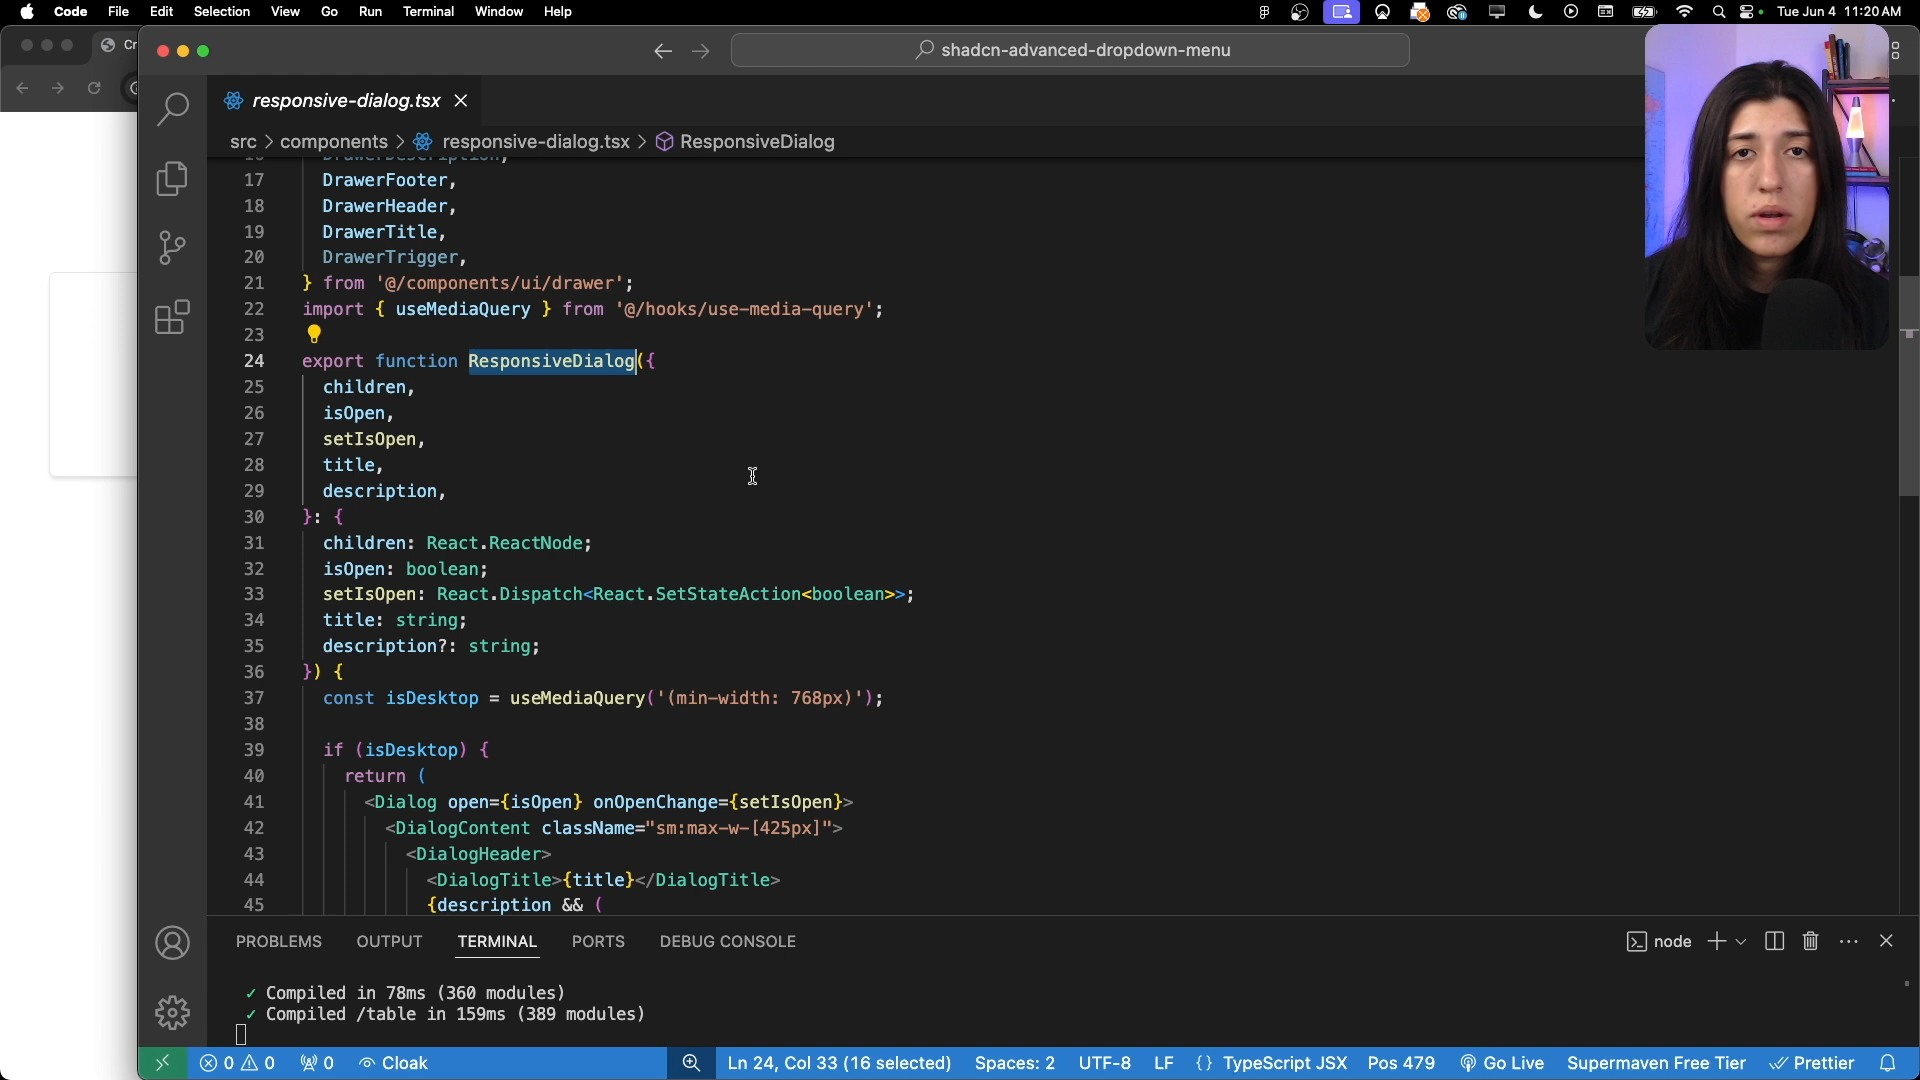 Code File Edit Selection View Go Run Terminal Window Help
Tue Jun 4 11:20 AM
shadcn-advanced-dropdown-menu
responsive-dialog.tsx
src > components > responsive-dialog.tsx > ResponsiveDialog
16 DrawerDescription,
17 DrawerFooter,
18 DrawerHeader,
19 DrawerTitle,
20 DrawerTrigger,
21 } from '@/components/ui/drawer';
22 import { useMediaQuery } from '@/hooks/use-media-query';
23
24 export function ResponsiveDialog({
25 children,
26 isOpen,
27 setIsOpen,
28 title,
29 description,
30 }: {
31 children: React.ReactNode;
32 isOpen: boolean;
33 setIsOpen: React.Dispatch<React.SetStateAction<boolean>>;
34 title: string;
35 description?: string;
36 }) {
37 const isDesktop = useMediaQuery('(min-width: 768px)');
38
39 if (isDesktop) {
40 return (
41 <Dialog open={isOpen} onOpenChange={setIsOpen}>
42 <DialogContent className="sm:max-w-[425px]">
43 <DialogHeader>
44 <DialogTitle>{title}</DialogTitle>
45 {description && (
PROBLEMS OUTPUT TERMINAL PORTS DEBUG CONSOLE
node
✓ Compiled in 78ms (360 modules)
✓ Compiled /table in 159ms (389 modules)
0 0 0 Cloak
Ln 24, Col 33 (16 selected) Spaces: 2 UTF-8 LF {} TypeScript JSX Pos 479 Go Live Supermaven Free Tier Prettier